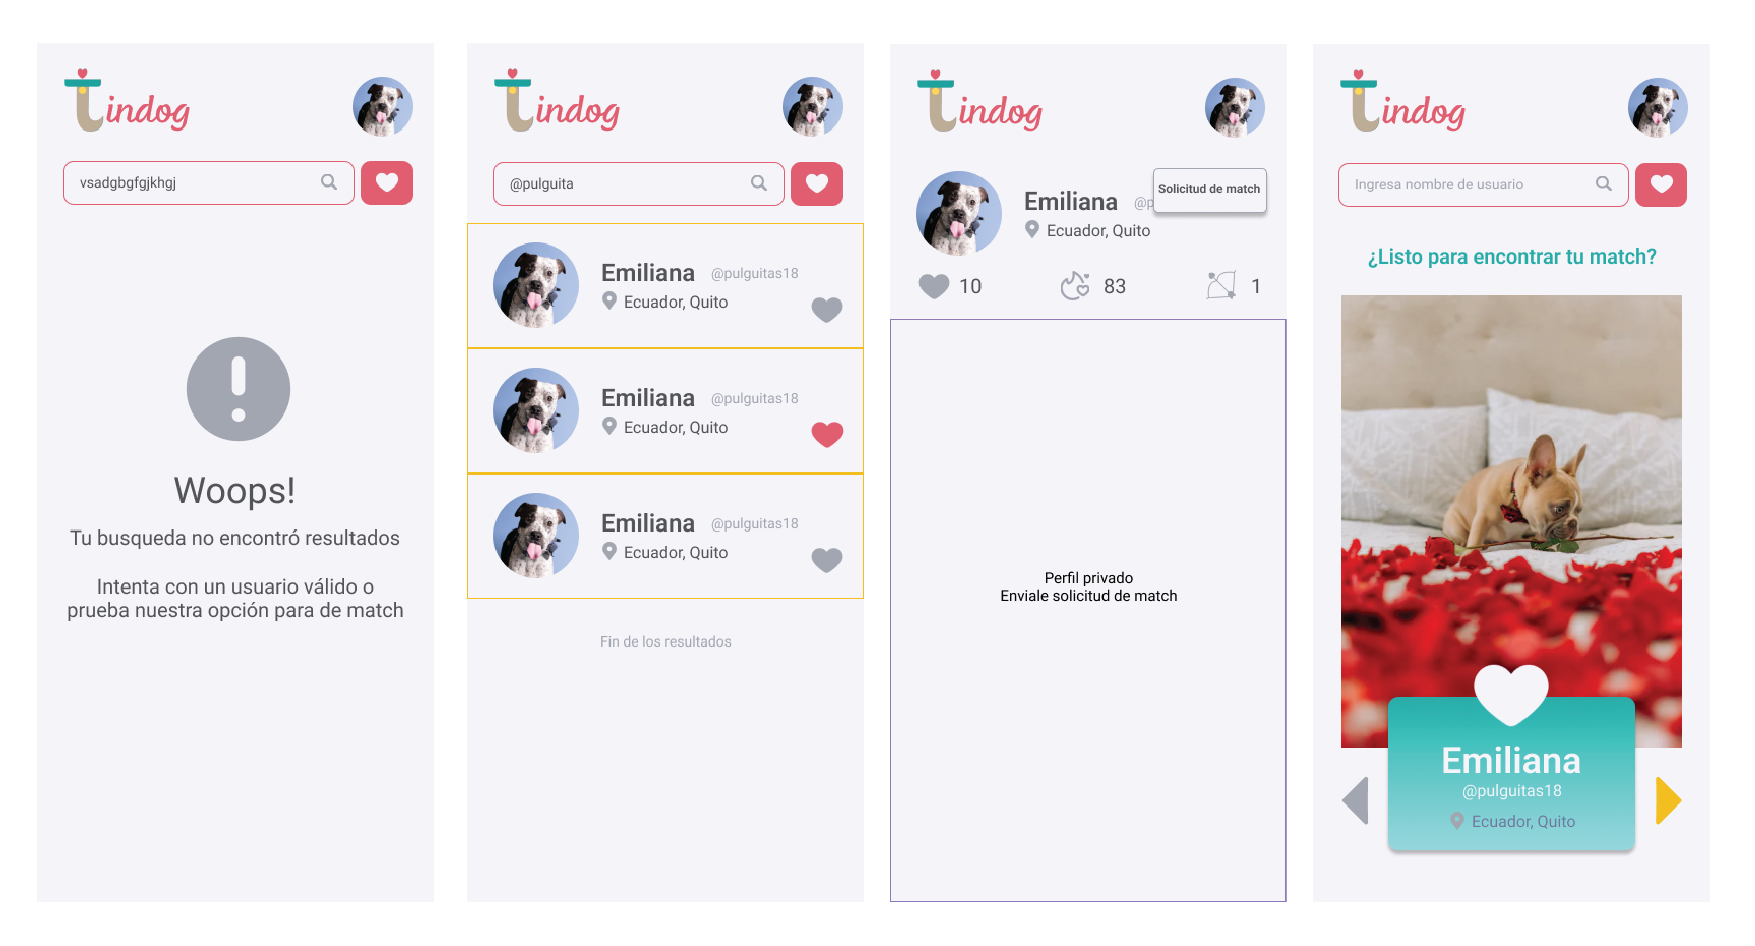 tindog
vsadgbgfgjkhgj
Woops!
Tu busqueda no encontró resultados
Intenta con un usuario válido o
prueba nuestra opción para de match
tindog
@pulguita
Emiliana @pulguitas18
Ecuador, Quito
Emiliana @pulguitas18
Ecuador, Quito
Emiliana @pulguitas18
Ecuador, Quito
Fin de los resultados
tindog
Solicitud de match
Emiliana @p
Ecuador, Quito
10 83 1
Perfil privado
Enviale solicitud de match
tindog
Ingresa nombre de usuario
¿Listo para encontrar tu match?
Emiliana
@pulguitas18
Ecuador, Quito